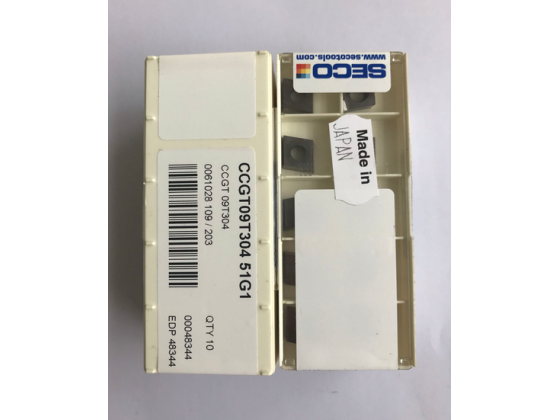 CCGT09T304 51G1
CCGT 09T304
0061028 109 / 203
QTY 10
00048344
EDP 48344
SECO
www.secotools.com
Made in
JAPAN